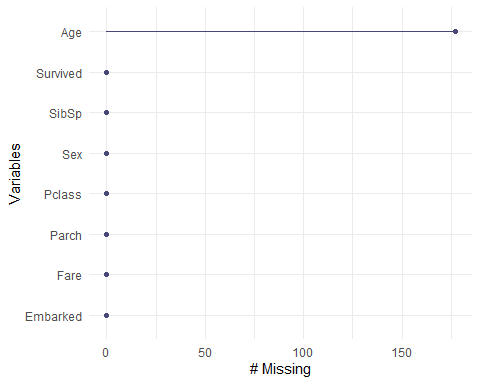 Variables
Age
Survived
SibSp
Sex
Pclass
Parch
Fare
Embarked
0 50 100 150
# Missing